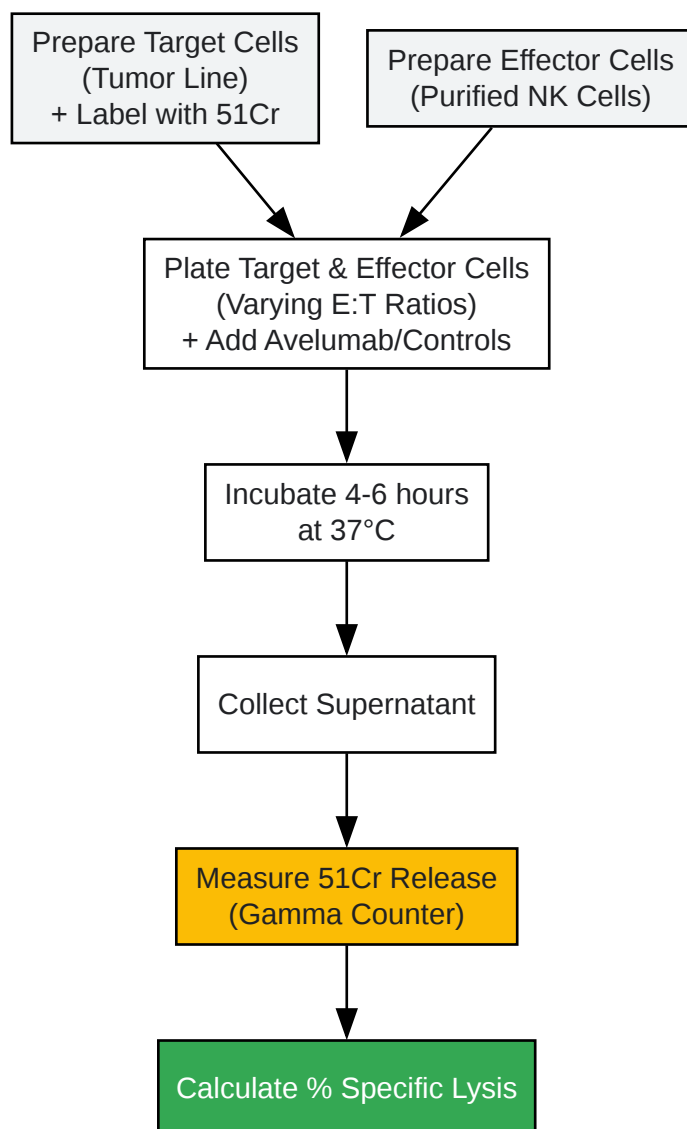 Prepare Target Cells
(Tumor Line)
+ Label with 51Cr
Prepare Effector Cells
(Purified NK Cells)
Plate Target & Effector Cells
(Varying E:T Ratios)
+ Add Avelumab/Controls
Incubate 4-6 hours
at 37°C
Collect Supernatant
Measure 51Cr Release
(Gamma Counter)
Calculate % Specific Lysis